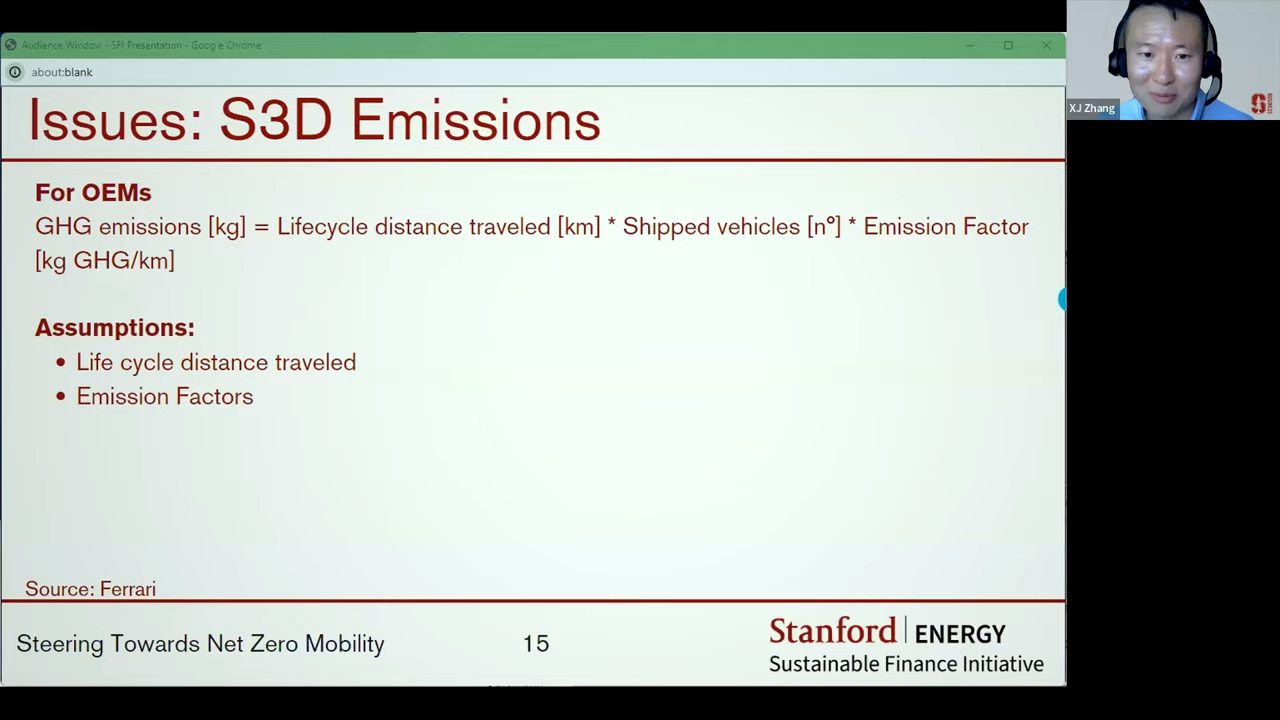 Audience Window - SFI Presentation - Google Chrome
about:blank
Issues: S3D Emissions
XJ Zhang
For OEMs
GHG emissions [kg] = Lifecycle distance traveled [km] * Shipped vehicles [n°] * Emission Factor
[kg GHG/km]
Assumptions:
• Life cycle distance traveled
• Emission Factors
Source: Ferrari
Steering Towards Net Zero Mobility
15
Stanford | ENERGY
Sustainable Finance Initiative